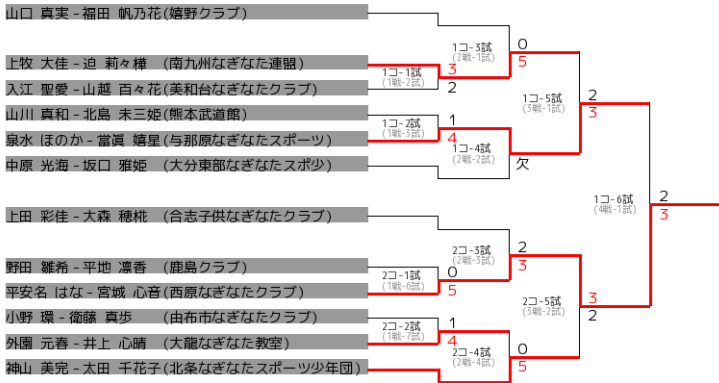 山口 真実 - 福田 帆乃花(嬉野クラブ)
上牧 大佳 - 迫 莉々樺 (南九州なぎなた連盟)
入江 聖愛 - 山越 百々花(美和台なぎなたクラブ)
山川 真和 - 北島 未三姫(熊本武道館)
泉水 ほのか - 當眞 嬉星(与那原なぎなたスポーツ)
中原 光海 - 坂口 雅姫 (大分東部なぎなたスポ少)
上田 彩佳 - 大森 穂椛 (合志子供なぎなたクラブ)
野田 雛希 - 平地 凛香 (鹿島クラブ)
平安名 はな - 宮城 心音(西原なぎなたクラブ)
小野 環 - 衛藤 真歩 (由布市なぎなたクラブ)
外園 元春 - 井上 心晴 (大龍なぎなた教室)
神山 美完 - 太田 千花子(北条なぎなたスポーツ少年団)
1コ-1試
(1戦-2試)
3
2
1コ-2試
(1戦-3試)
1
4
2コ-1試
(1戦-6試)
0
5
2コ-2試
(1戦-7試)
1
4
1コ-3試
(2戦-1試)
0
5
1コ-4試
(2戦-2試)
欠
2コ-3試
(2戦-3試)
2
3
2コ-4試
(2戦-4試)
0
5
1コ-5試
(3戦-1試)
2
3
2コ-5試
(3戦-2試)
3
2
1コ-6試
(4戦-1試)
2
3